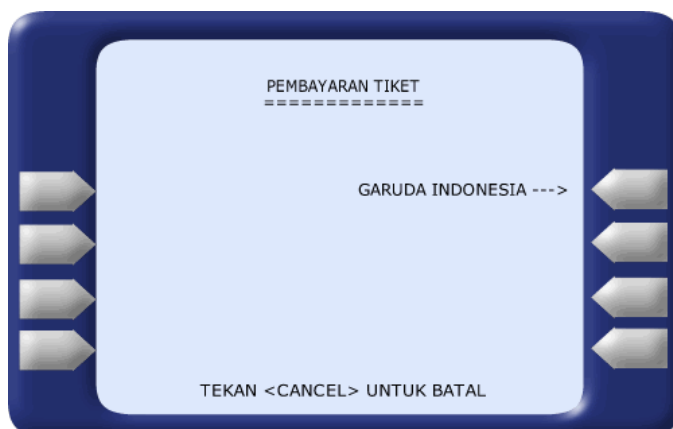 PEMBAYARAN TIKET
=============
GARUDA INDONESIA --->
TEKAN <CANCEL> UNTUK BATAL